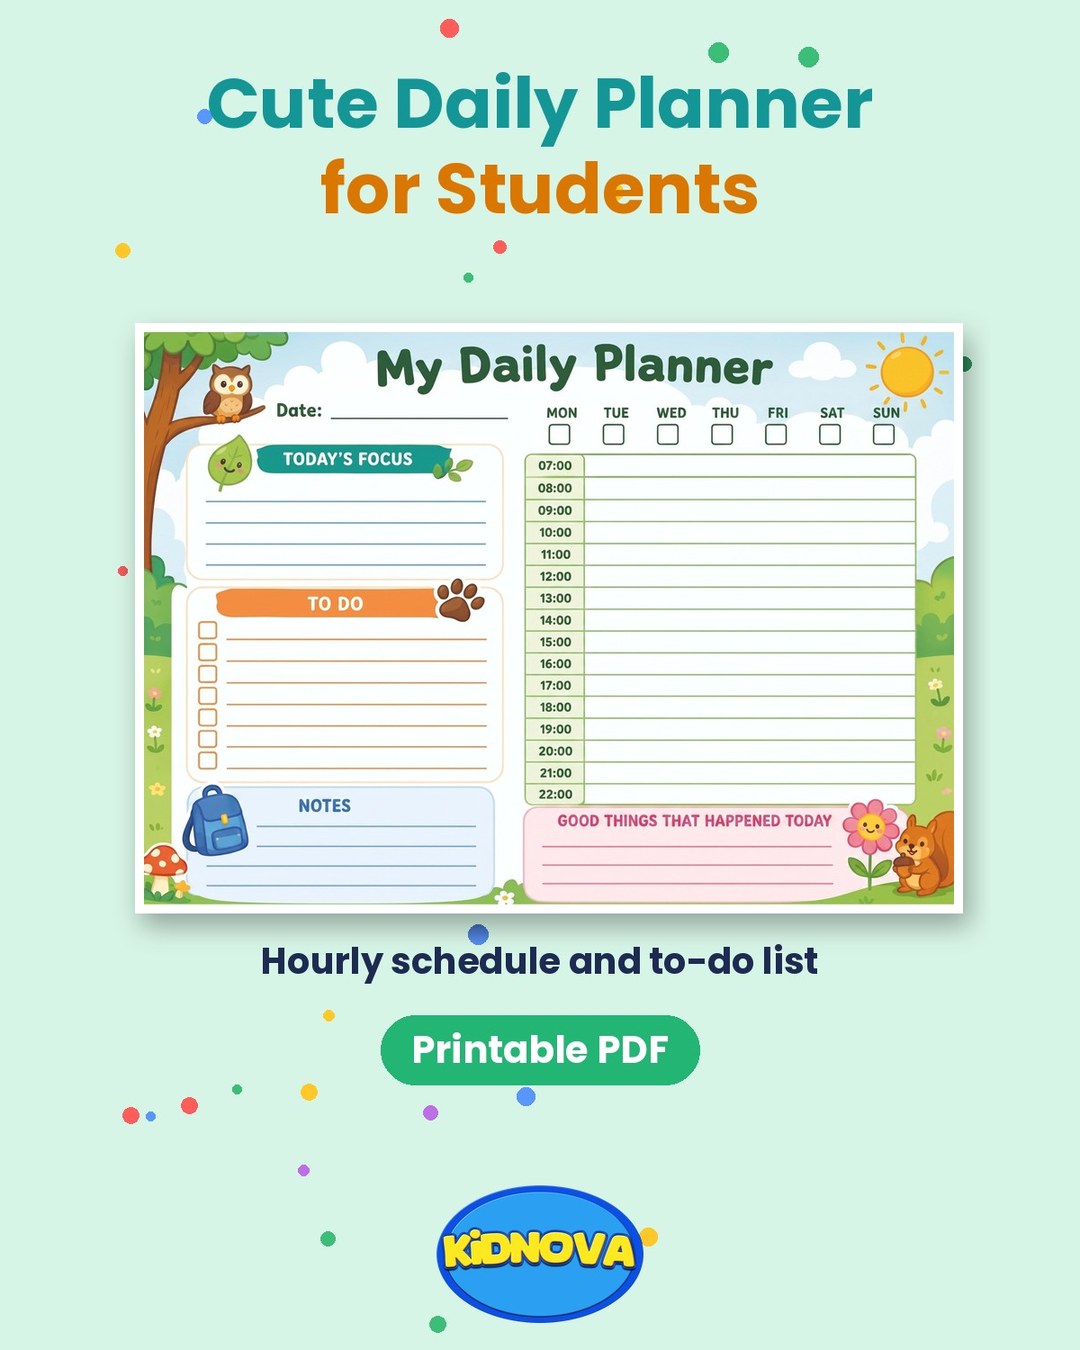 Cute Daily Planner
for Students
My Daily Planner
Date:
MON TUE WED THU FRI SAT SUN
TODAY'S FOCUS
TO DO
NOTES
07:00
08:00
09:00
10:00
11:00
12:00
13:00
14:00
15:00
16:00
17:00
18:00
19:00
20:00
21:00
22:00
GOOD THINGS THAT HAPPENED TODAY
Hourly schedule and to-do list
Printable PDF
KiDNOVA